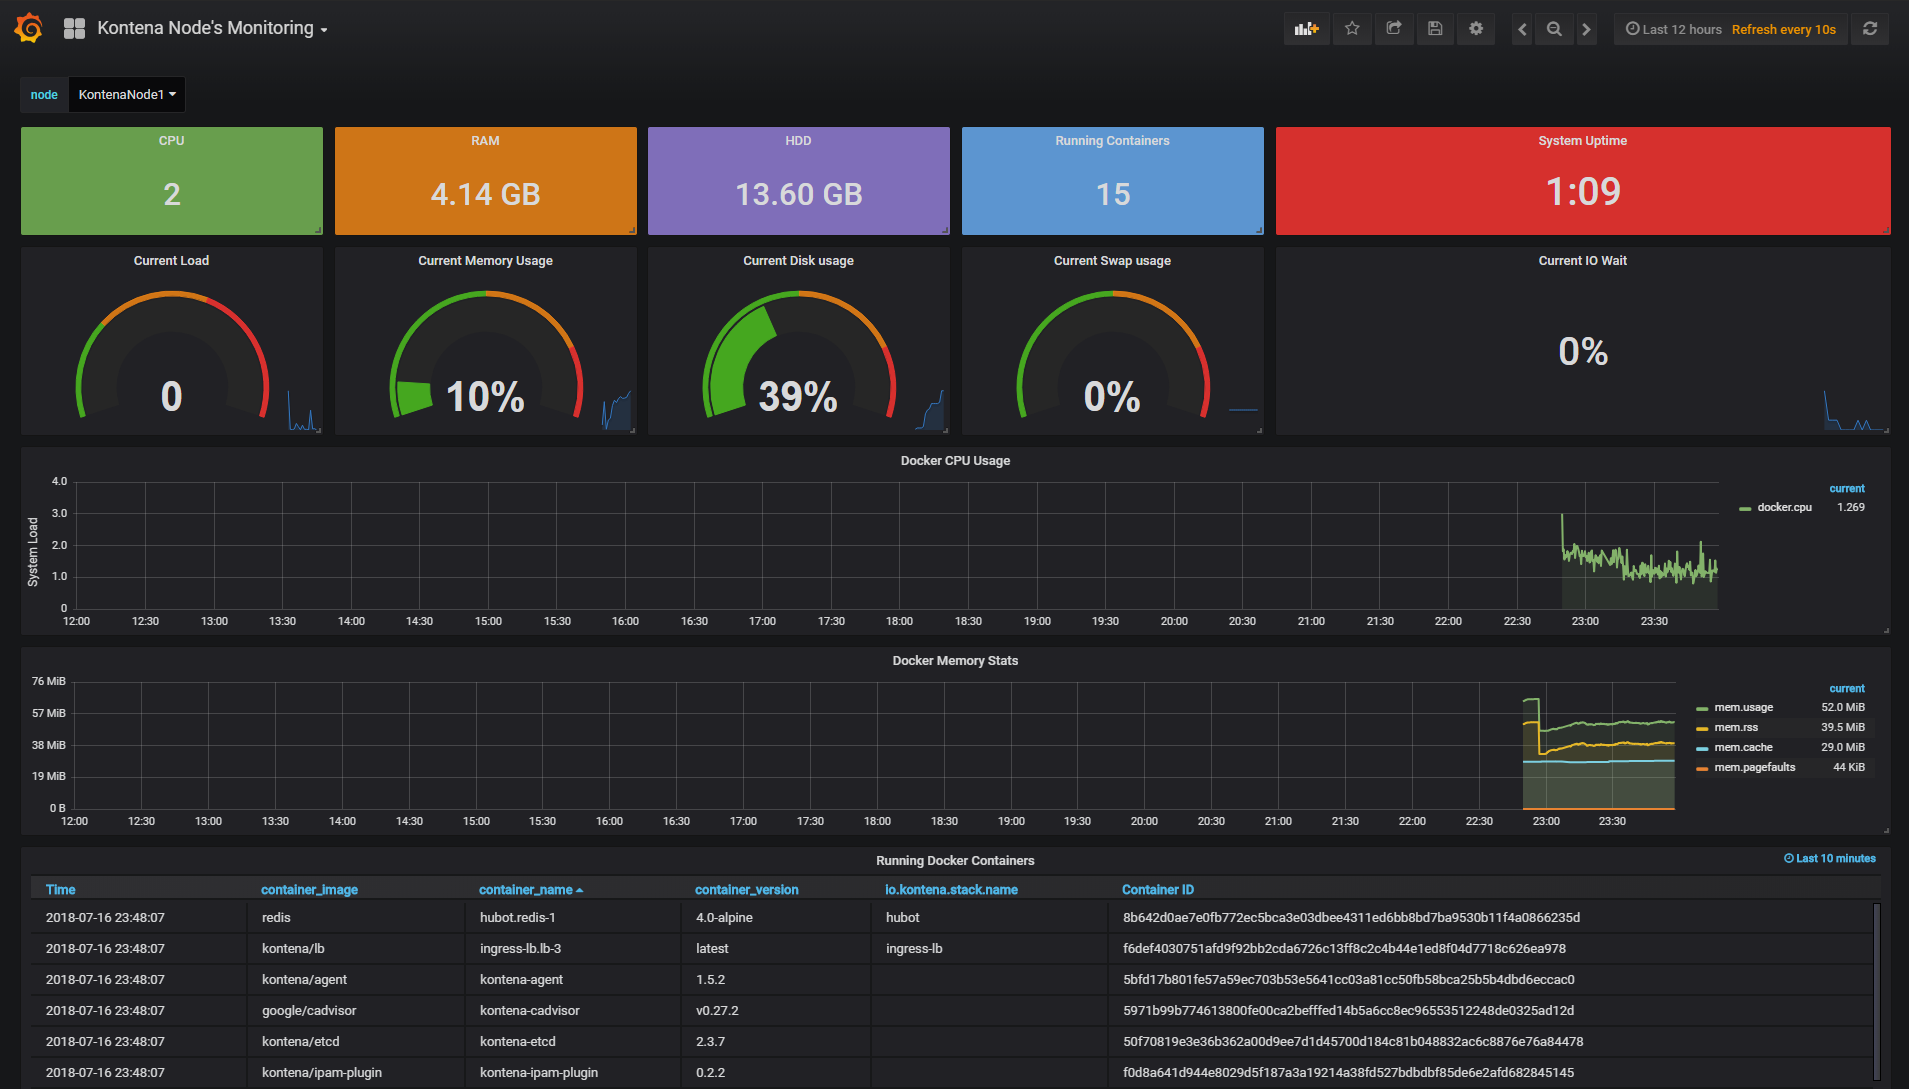 Kontena Node's Monitoring
Last 12 hours Refresh every 10s
node KontenaNode1
CPU
2
RAM
4.14 GB
HDD
13.60 GB
Running Containers
15
System Uptime
1:09
Current Load
0
Current Memory Usage
10%
Current Disk usage
39%
Current Swap usage
0%
Current IO Wait
0%
Docker CPU Usage
System Load
4.0
3.0
2.0
1.0
0
12:00 12:30 13:00 13:30 14:00 14:30 15:00 15:30 16:00 16:30 17:00 17:30 18:00 18:30 19:00 19:30 20:00 20:30 21:00 21:30 22:00 22:30 23:00 23:30
current
docker.cpu 1.269
Docker Memory Stats
76 MiB
57 MiB
38 MiB
19 MiB
0 B
12:00 12:30 13:00 13:30 14:00 14:30 15:00 15:30 16:00 16:30 17:00 17:30 18:00 18:30 19:00 19:30 20:00 20:30 21:00 21:30 22:00 22:30 23:00 23:30
current
mem.usage 52.0 MiB
mem.rss 39.5 MiB
mem.cache 29.0 MiB
mem.pagefaults 44 KiB
Running Docker Containers
Last 10 minutes
Time container_image container_name container_version io.kontena.stack.name Container ID
2018-07-16 23:48:07 redis hubot.redis-1 4.0-alpine hubot 8b642d0ae7e0fb772ec5bca3e03dbee4311ed6bb8bd7ba9530b11f4a0866235d
2018-07-16 23:48:07 kontena/lb ingress-lb.lb-3 latest ingress-lb f6def4030751afd9f92bb2cda6726c13ff8c2c4b44e1ed8f04d7718c626ea978
2018-07-16 23:48:07 kontena/agent kontena-agent 1.5.2 5bfd17b801fe57a59ec703b53e5641cc03a81cc50fb58bca25b5b4dbd6eccac0
2018-07-16 23:48:07 google/cadvisor kontena-cadvisor v0.27.2 5971b99b774613800fe00ca2befffed14b5a6cc8ec96553512248de0325ad12d
2018-07-16 23:48:07 kontena/etcd kontena-etcd 2.3.7 50f70819e3e36b362a00d9ee7d1d45700d184c81b048832ac6c8876e76a84478
2018-07-16 23:48:07 kontena/ipam-plugin kontena-ipam-plugin 0.2.2 f0d8a641d944e8029d5f187a3a19214a38fd527bdbdbf85de6e2afd682845145